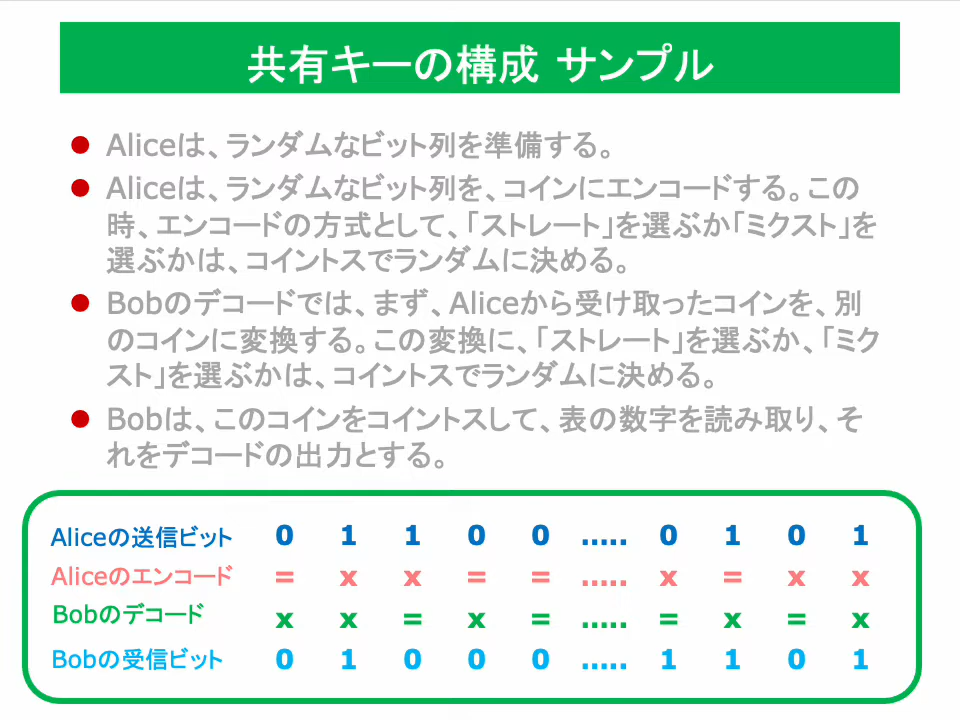 共有キーの構成 サンプル
● Aliceは、ランダムなビット列を準備する。
● Aliceは、ランダムなビット列を、コインにエンコードする。この
時、エンコードの方式として、「ストレート」を選ぶか「ミクスト」を
選ぶかは、コイントスでランダムに決める。
● Bobのデコードでは、まず、Aliceから受け取ったコインを、別
のコインに変換する。この変換に、「ストレート」を選ぶか、「ミク
スト」を選ぶかは、コイントスでランダムに決める。
● Bobは、このコインをコイントスして、表の数字を読み取り、そ
れをデコードの出力とする。
Aliceの送信ビット 0 1 1 0 0 ..... 0 1 0 1
Aliceのエンコード = x x = = ..... x = x x
Bobのデコード x x = x = ..... = x = x
Bobの受信ビット 0 1 0 0 0 ..... 1 1 0 1